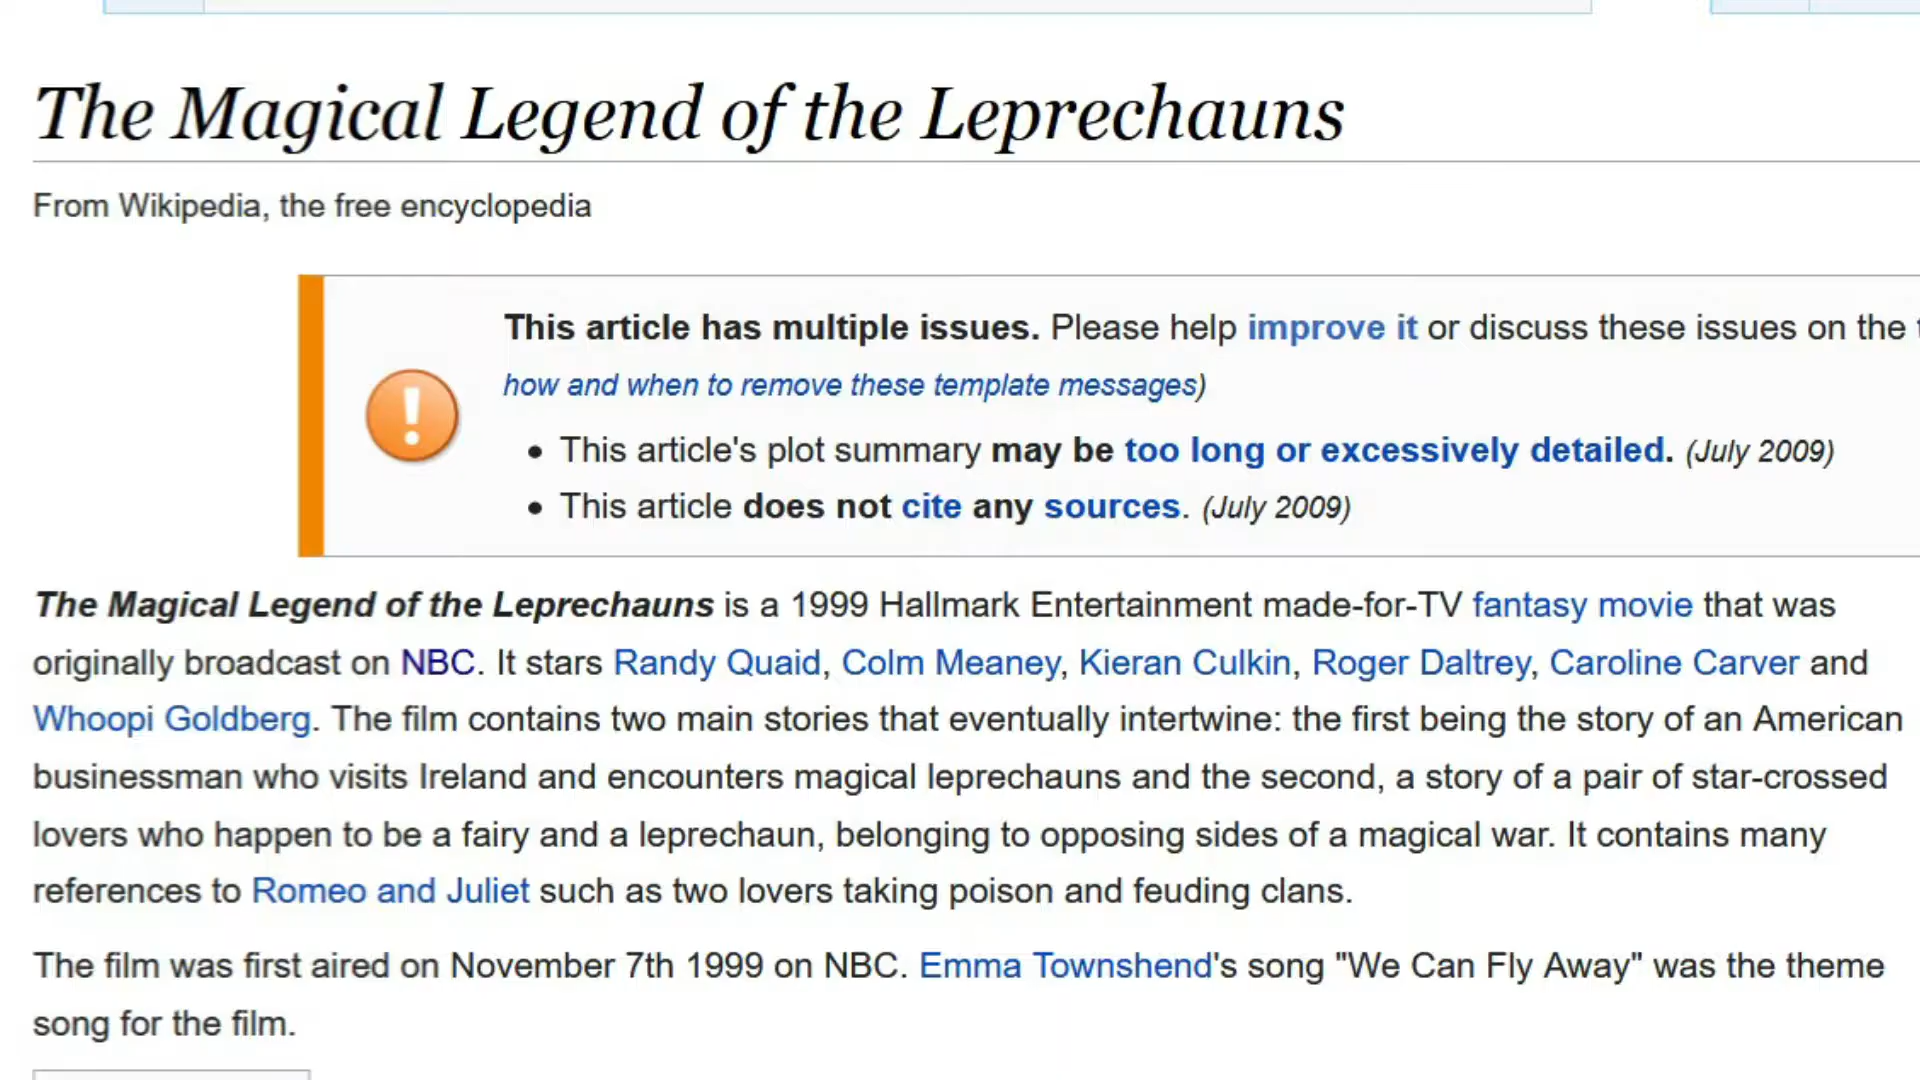 The Magical Legend of the Leprechauns
From Wikipedia, the free encyclopedia
This article has multiple issues. Please help improve it or discuss these issues on the
how and when to remove these template messages)
• This article's plot summary may be too long or excessively detailed. (July 2009)
• This article does not cite any sources. (July 2009)
The Magical Legend of the Leprechauns is a 1999 Hallmark Entertainment made-for-TV fantasy movie that was
originally broadcast on NBC. It stars Randy Quaid, Colm Meaney, Kieran Culkin, Roger Daltrey, Caroline Carver and
Whoopi Goldberg. The film contains two main stories that eventually intertwine: the first being the story of an American
businessman who visits Ireland and encounters magical leprechauns and the second, a story of a pair of star-crossed
lovers who happen to be a fairy and a leprechaun, belonging to opposing sides of a magical war. It contains many
references to Romeo and Juliet such as two lovers taking poison and feuding clans.
The film was first aired on November 7th 1999 on NBC. Emma Townshend's song "We Can Fly Away" was the theme
song for the film.